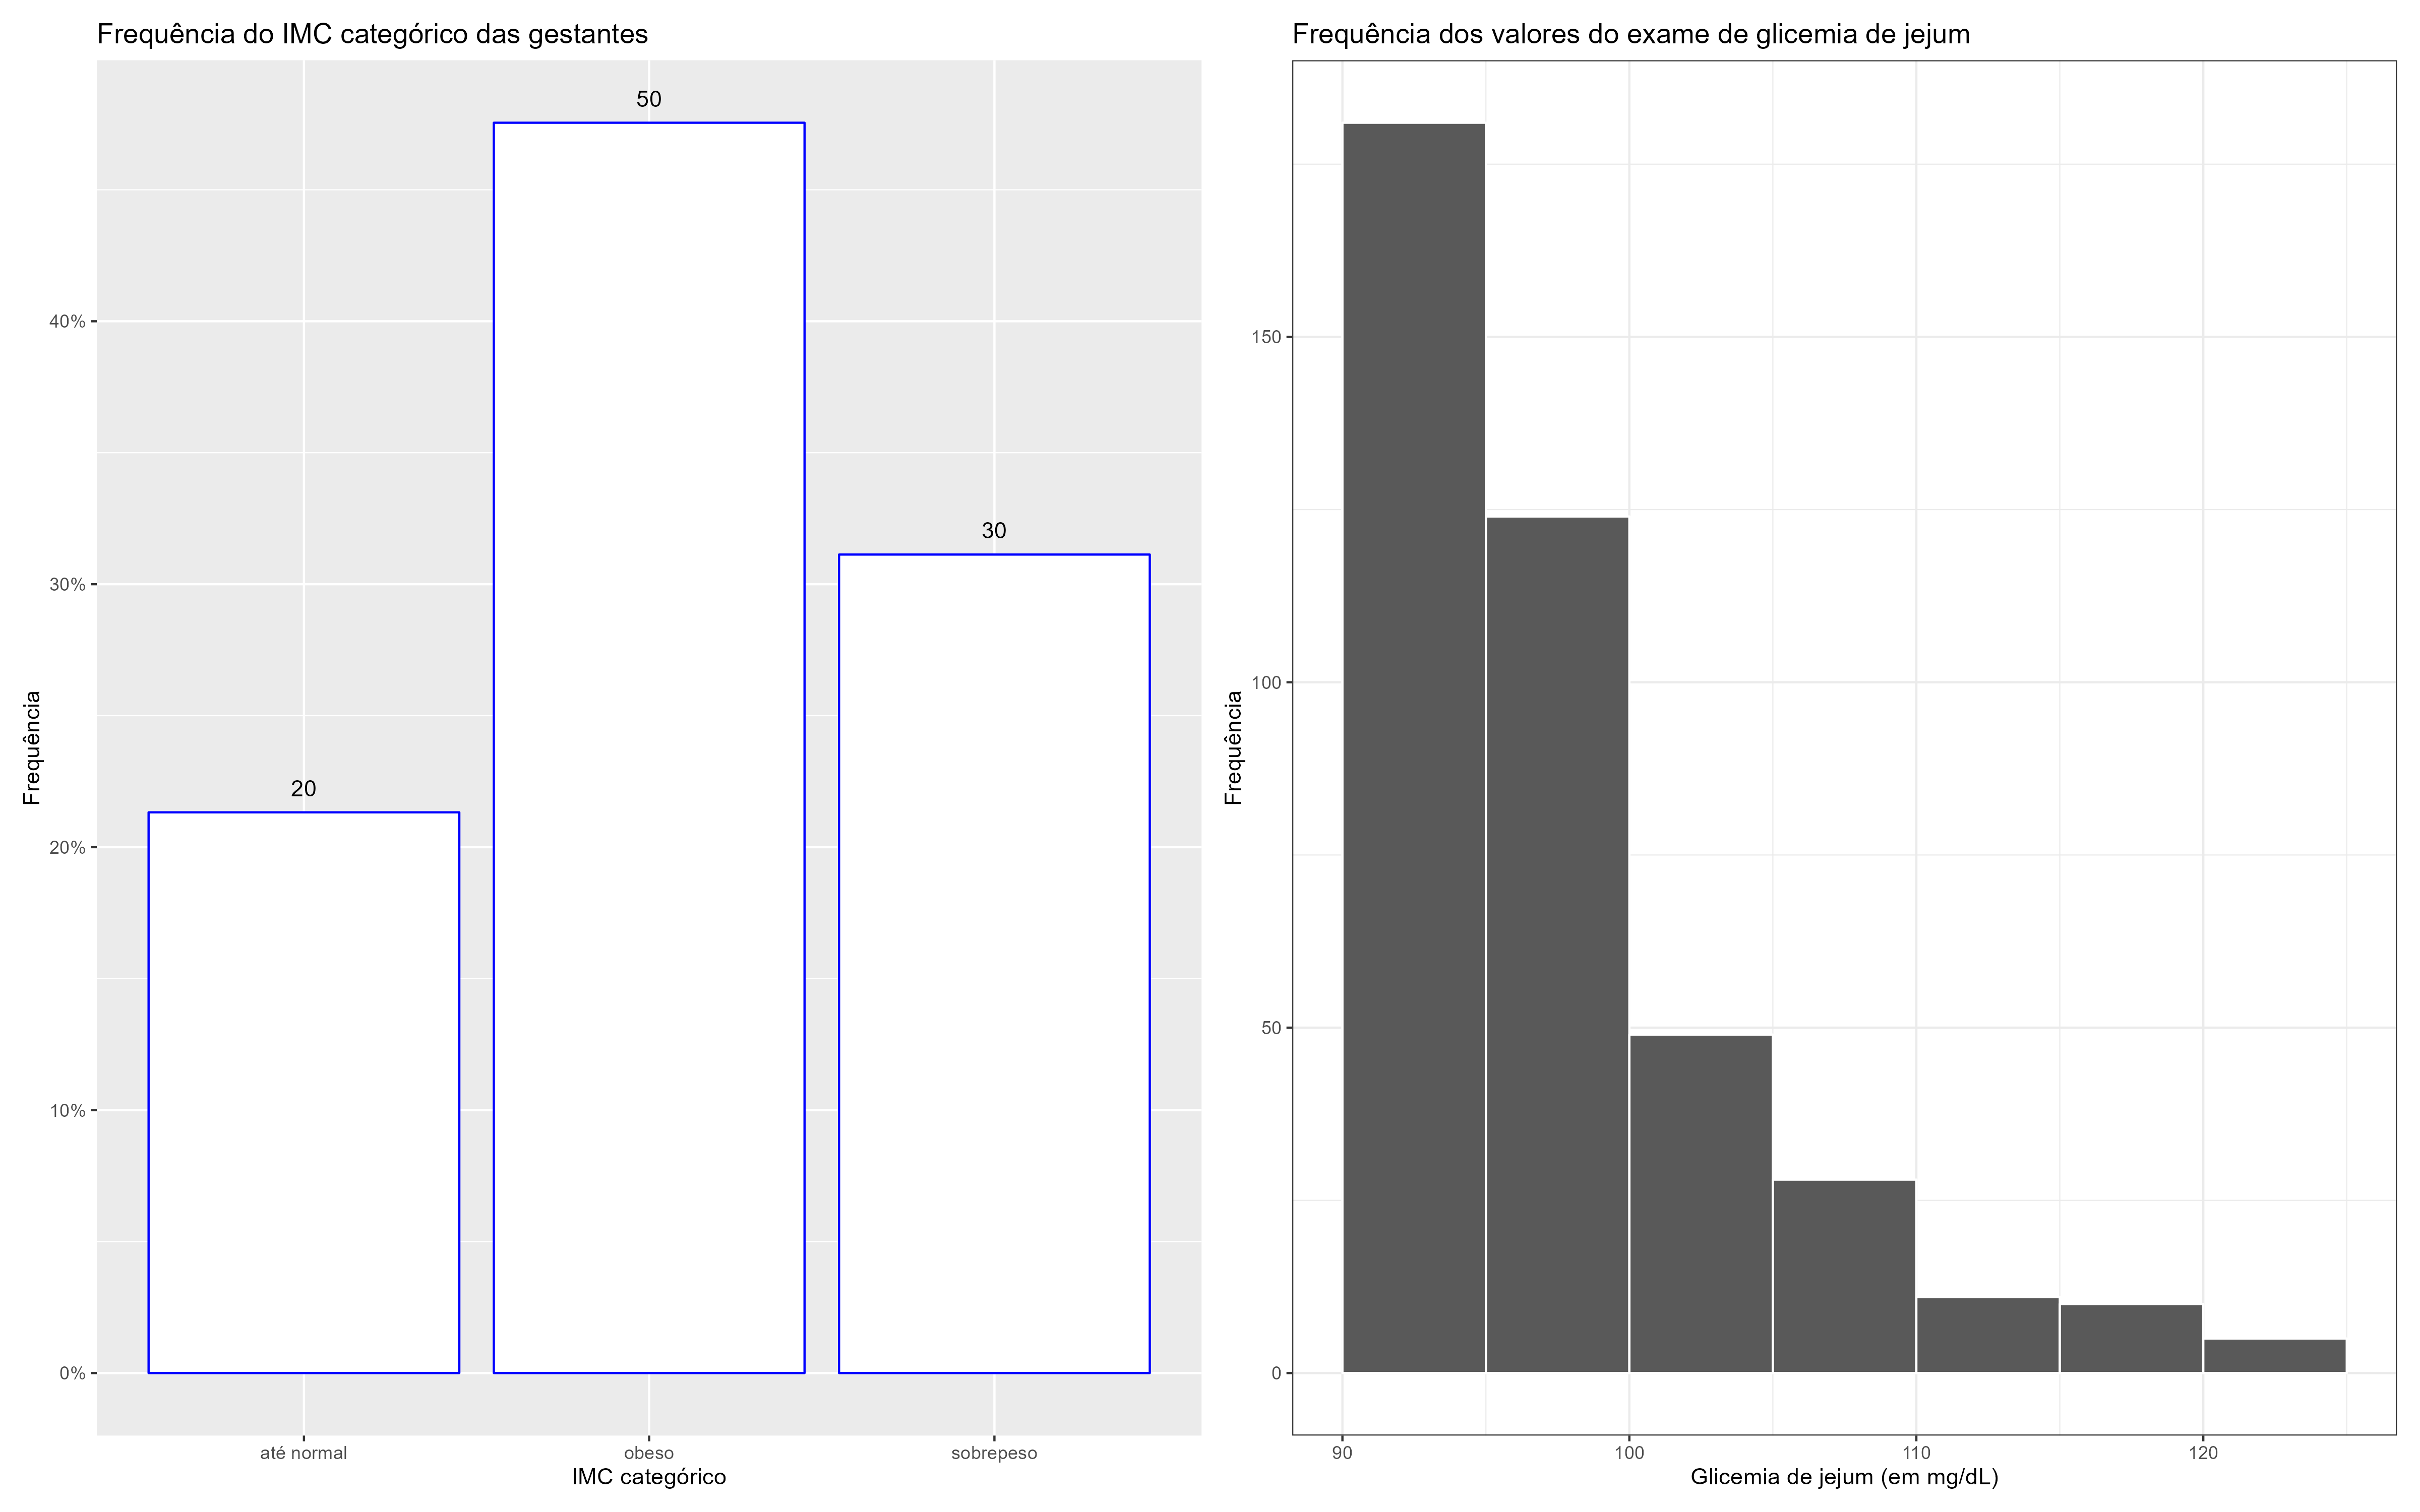 Frequência do IMC categórico das gestantes
50
30
20
40%
30%
20%
10%
0%
Frequência
até normal
obeso
sobrepeso
IMC categórico
Frequência dos valores do exame de glicemia de jejum
150
100
50
0
Frequência
90
100
110
120
Glicemia de jejum (em mg/dL)